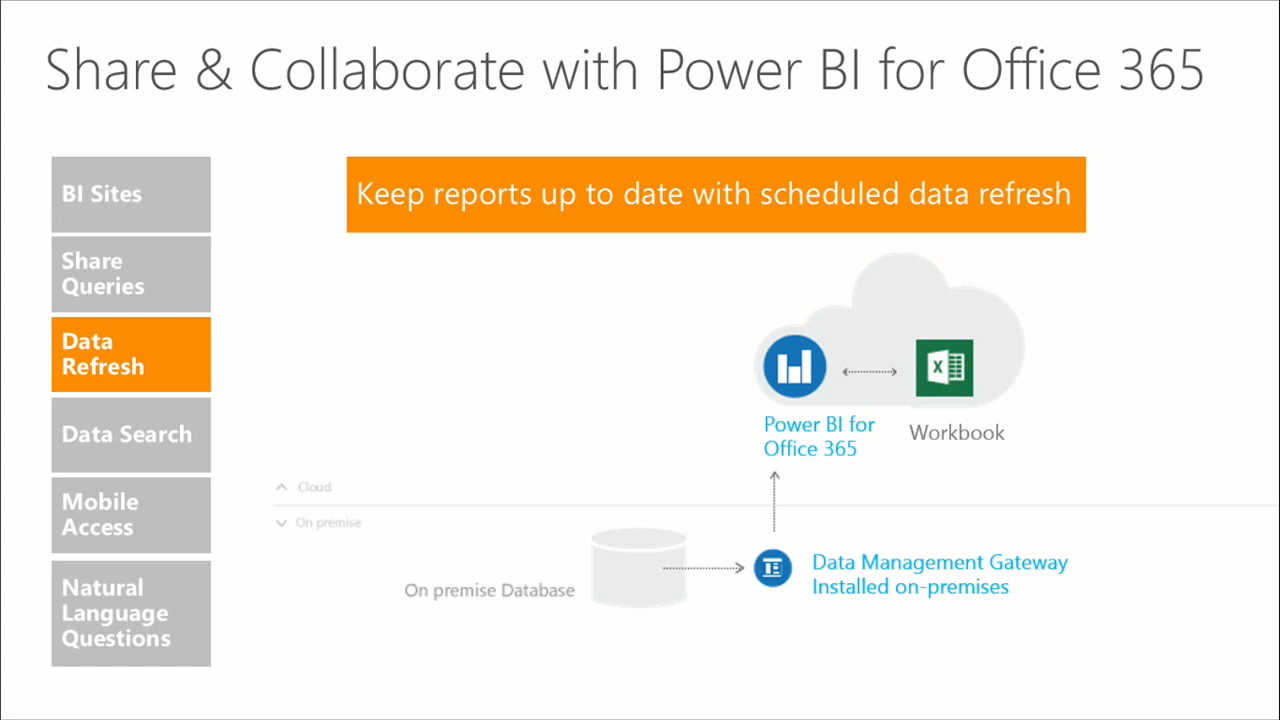 Share & Collaborate with Power BI for Office 365
BI Sites
Share
Queries
Data
Refresh
Data Search
Mobile
Access
Natural
Language
Questions
Keep reports up to date with scheduled data refresh
X
Power BI for
Office 365
Workbook
Cloud
On premise
On premise Database
Data Management Gateway
Installed on-premises